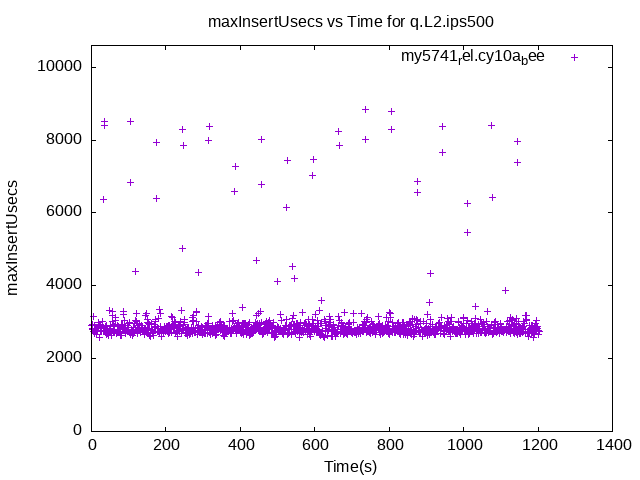 maxInsertUsecs vs Time for q.L2.ips500
my5741rel.cy10abee
10000
8000
6000
4000
2000
0
maxInsertUsecs
0 200 400 600 800 1000 1200 1400
Time(s)